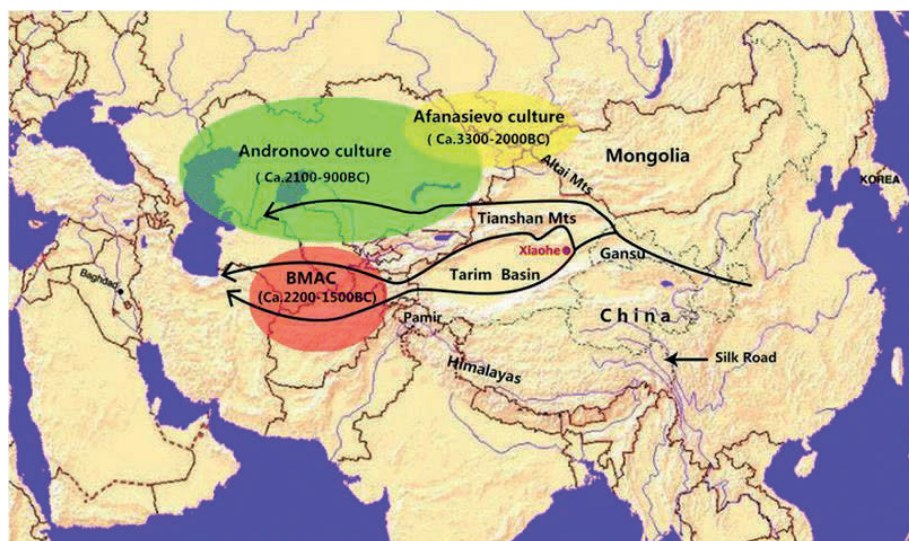 Afanasievo culture
( Ca.3300-2000BC)
Andronovo culture
( Ca.2100-900BC)
Altai Mts
Mongolia
KOREA
Tianshan Mts
Xiaohe
Gansu
BMAC
(Ca.2200-1500BC)
Tarim Basin
Baghdad
Pamir
China
Himalayas
Silk Road